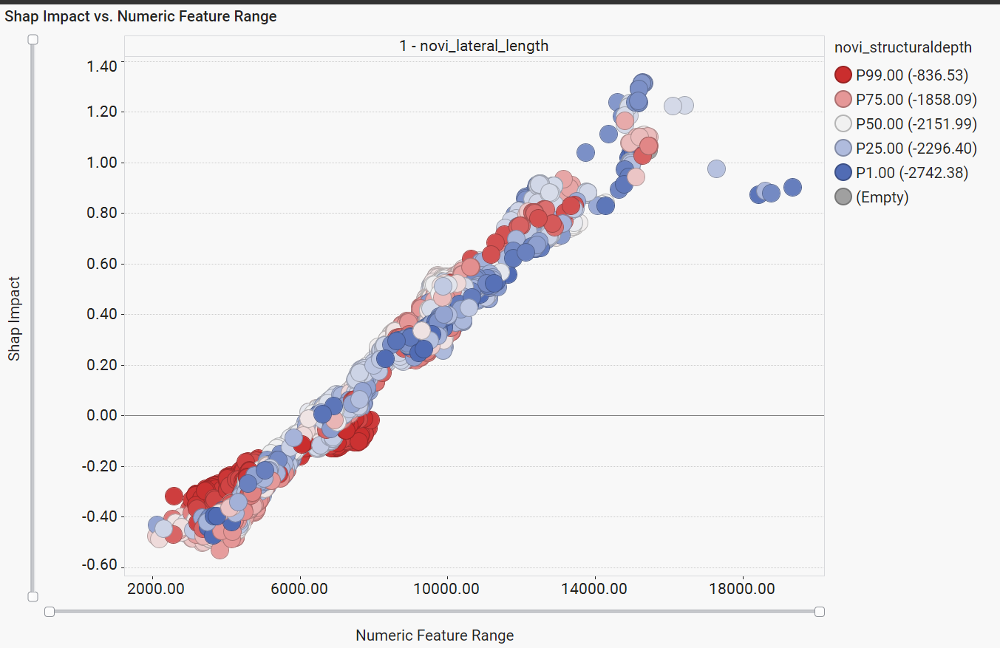 Shap Impact vs. Numeric Feature Range
1 - novi_lateral_length
novi_structuraldepth
P99.00 (-836.53)
P75.00 (-1858.09)
P50.00 (-2151.99)
P25.00 (-2296.40)
P1.00 (-2742.38)
(Empty)
Shap Impact
1.40
1.20
1.00
0.80
0.60
0.40
0.20
0.00
-0.20
-0.40
-0.60
2000.00 6000.00 10000.00 14000.00 18000.00
Numeric Feature Range